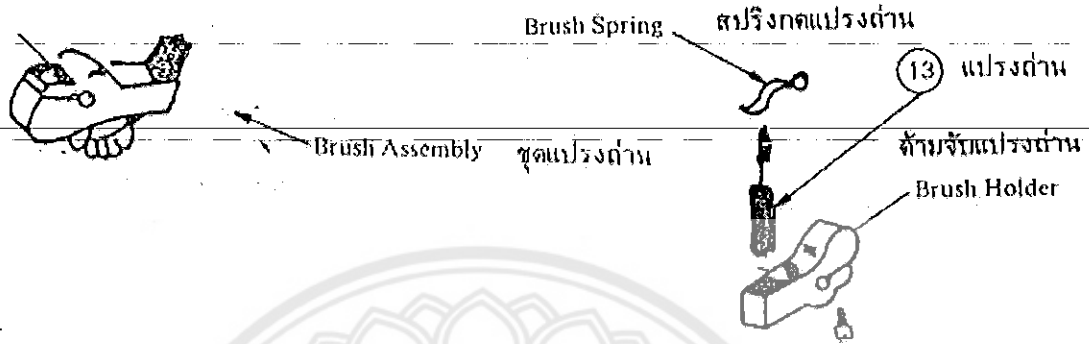 Brush Spring สปริงกดแปรงถ่าน
13 แปรงถ่าน
Brush Assembly ชุดแปรงถ่าน
ด้ามจับแปรงถ่าน
Brush Holder